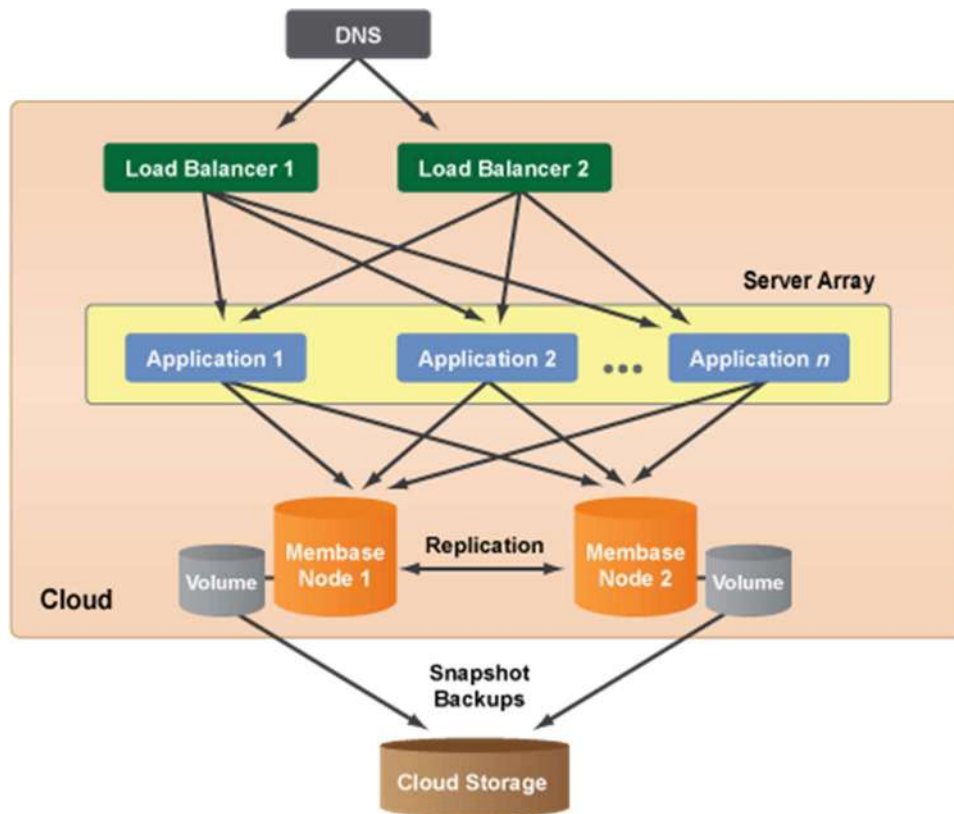 DNS
Load Balancer 1
Load Balancer 2
Server Array
Application 1
Application 2
...
Application n
Membase
Node 1
Replication
Membase
Node 2
Volume
Volume
Cloud
Snapshot
Backups
Cloud Storage